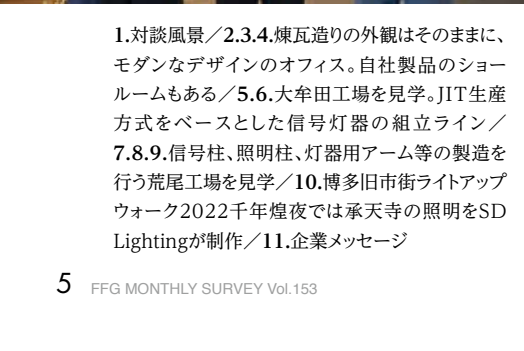 1.対談風景／2.3.4.煉瓦造りの外観はそのままに、
モダンなデザインのオフィス。自社製品のショー
ルームもある／5.6.大牟田工場を見学。JIT生産
方式をベースとした信号灯器の組立ライン／
7.8.9.信号柱、照明柱、灯器用アーム等の製造を
行う荒尾工場を見学／10.博多旧市街ライトアップ
ウォーク2022千年煌夜では承天寺の照明をSD
Lightingが制作／11.企業メッセージ
5 FFG MONTHLY SURVEY Vol.153